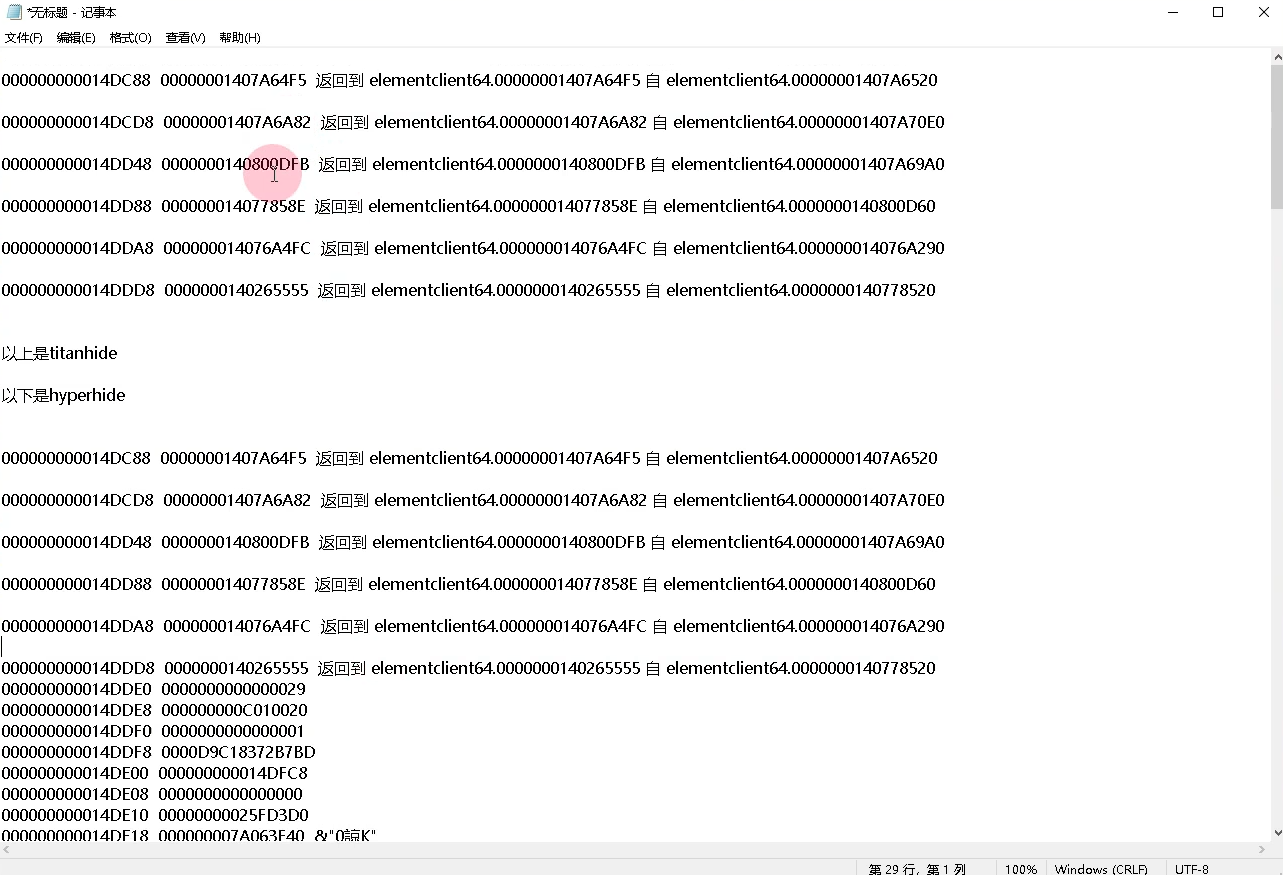 *无标题 - 记事本
文件(F) 编辑(E) 格式(O) 查看(V) 帮助(H)
000000000014DC88 00000001407A64F5 返回到 elementclient64.00000001407A64F5 自 elementclient64.00000001407A6520
000000000014DCD8 00000001407A6A82 返回到 elementclient64.00000001407A6A82 自 elementclient64.00000001407A70E0
000000000014DD48 0000000140800DFB 返回到 elementclient64.0000000140800DFB 自 elementclient64.00000001407A69A0
000000000014DD88 000000014077858E 返回到 elementclient64.000000014077858E 自 elementclient64.0000000140800D60
000000000014DDA8 000000014076A4FC 返回到 elementclient64.000000014076A4FC 自 elementclient64.000000014076A290
000000000014DDD8 0000000140265555 返回到 elementclient64.0000000140265555 自 elementclient64.0000000140778520
以上是titanhide
以下是hyperhide
000000000014DC88 00000001407A64F5 返回到 elementclient64.00000001407A64F5 自 elementclient64.00000001407A6520
000000000014DCD8 00000001407A6A82 返回到 elementclient64.00000001407A6A82 自 elementclient64.00000001407A70E0
000000000014DD48 0000000140800DFB 返回到 elementclient64.0000000140800DFB 自 elementclient64.00000001407A69A0
000000000014DD88 000000014077858E 返回到 elementclient64.000000014077858E 自 elementclient64.0000000140800D60
000000000014DDA8 000000014076A4FC 返回到 elementclient64.000000014076A4FC 自 elementclient64.000000014076A290
000000000014DDD8 0000000140265555 返回到 elementclient64.0000000140265555 自 elementclient64.0000000140778520
000000000014DDE0 0000000000000029
000000000014DDE8 000000000C010020
000000000014DDF0 0000000000000001
000000000014DDF8 0000D9C18372B7BD
000000000014DE00 000000000014DFC8
000000000014DE08 0000000000000000
000000000014DE10 00000000025FD3D0
000000000014DE18 000000007A063F40 &"0諒K"
第 29 行, 第 1 列 100% Windows (CRLF) UTF-8